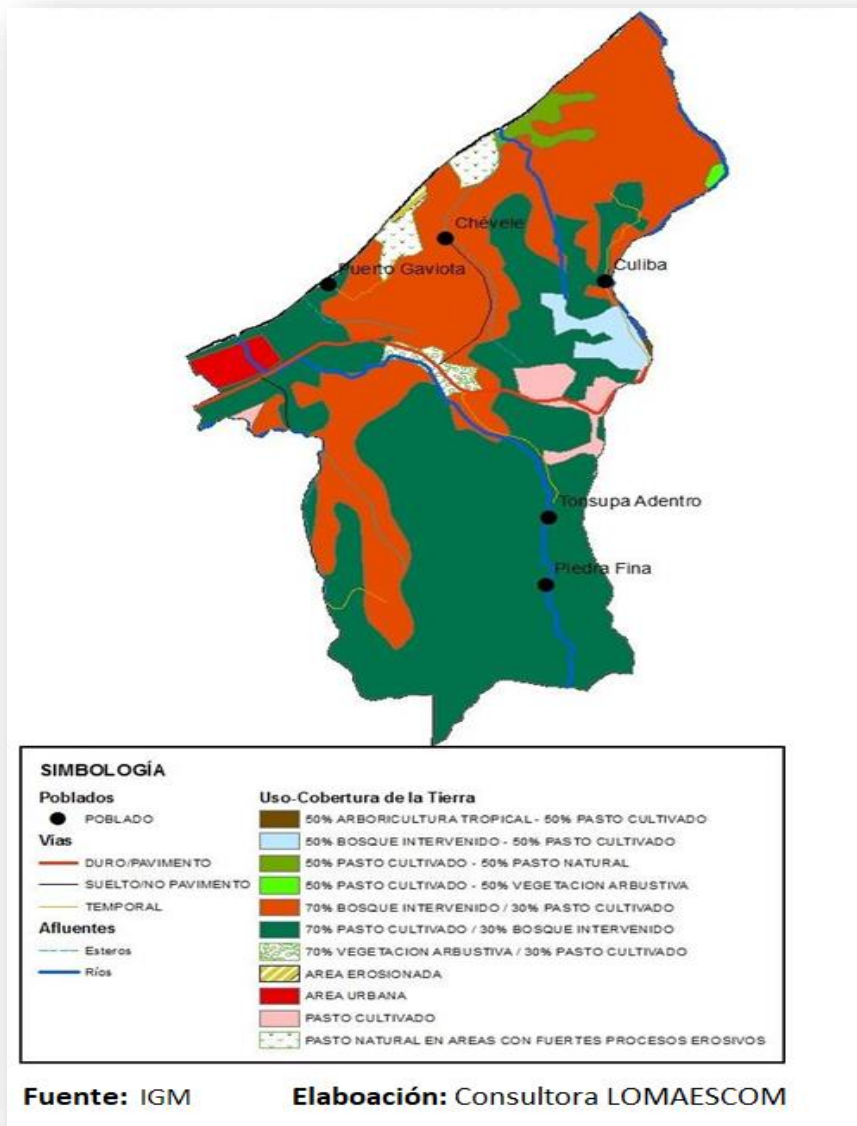 Chévele
Culiba
Puerto Gaviota
Tonsupa Adentro
Piedra Fina
SIMBOLOGÍA
Poblados
POBLADO
Vías
DURO/PAVIMENTO
SUELTO/NO PAVIMENTO
TEMPORAL
Afluentes
Esteros
Ríos
Uso-Cobertura de la Tierra
50% ARBORICULTURA TROPICAL - 50% PASTO CULTIVADO
50% BOSQUE INTERVENIDO - 50% PASTO CULTIVADO
50% PASTO CULTIVADO - 50% PASTO NATURAL
50% PASTO CULTIVADO - 50% VEGETACION ARBUSTIVA
70% BOSQUE INTERVENIDO / 30% PASTO CULTIVADO
70% PASTO CULTIVADO / 30% BOSQUE INTERVENIDO
70% VEGETACION ARBUSTIVA / 30% PASTO CULTIVADO
AREA EROSIONADA
AREA URBANA
PASTO CULTIVADO
PASTO NATURAL EN AREAS CON FUERTES PROCESOS EROSIVOS
Fuente: IGM Elaboación: Consultora LOMAESCOM